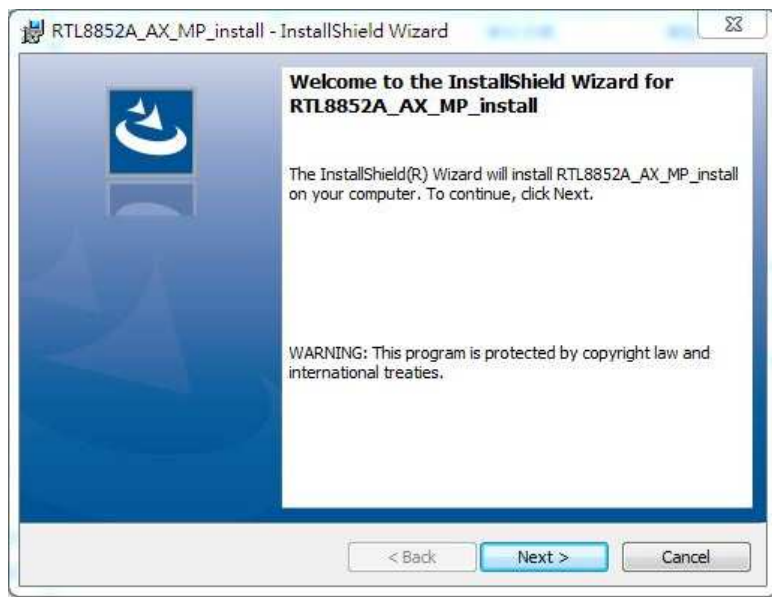 RTL8852A_AX_MP_install - InstallShield Wizard
Welcome to the InstallShield Wizard for
RTL8852A_AX_MP_install
The InstallShield(R) Wizard will install RTL8852A_AX_MP_install
on your computer. To continue, click Next.
WARNING: This program is protected by copyright law and
international treaties.
< Back
Next >
Cancel